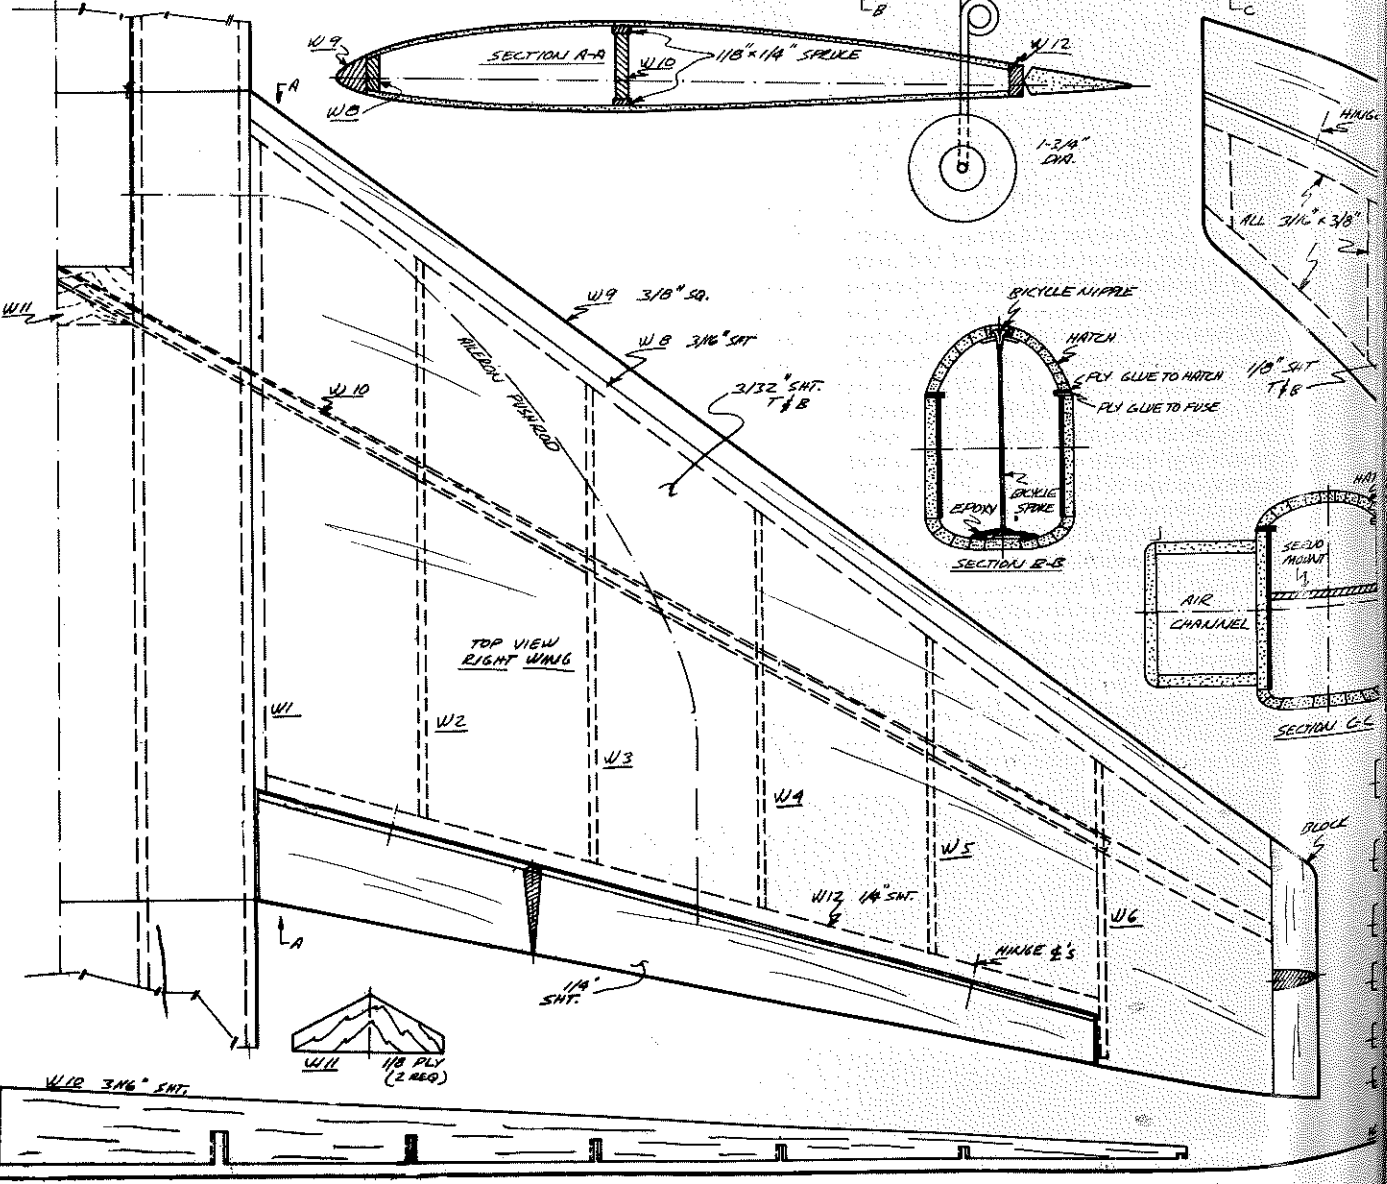 B
C
W9
SECTION A-A
W10
1/8" x 1/4" SPRUCE
W12
W8
A
1-3/4"
DIA.
HINGE
ALL 3/16" x 3/8"
W11
W9 3/8" SQ.
W8 3/16" SHT
3/32" SHT.
T & B
AILERON PUSHROD
W10
BICYCLE NIPPLE
HATCH
PLY GLUE TO HATCH
PLY GLUE TO FUSE
1/8" SHT
T & B
EPOXY
BICYCLE
SPOKE
SECTION B-B
SERVO
MOUNT
AIR
CHANNEL
SECTION C-C
TOP VIEW
RIGHT WING
W1
W2
W3
W4
W5
W6
BLOCK
W12 1/4" SHT.
HINGE ℄'S
A
1/4"
SHT.
W11
1/8 PLY
(2 REQ)
W10 3/16" SHT.